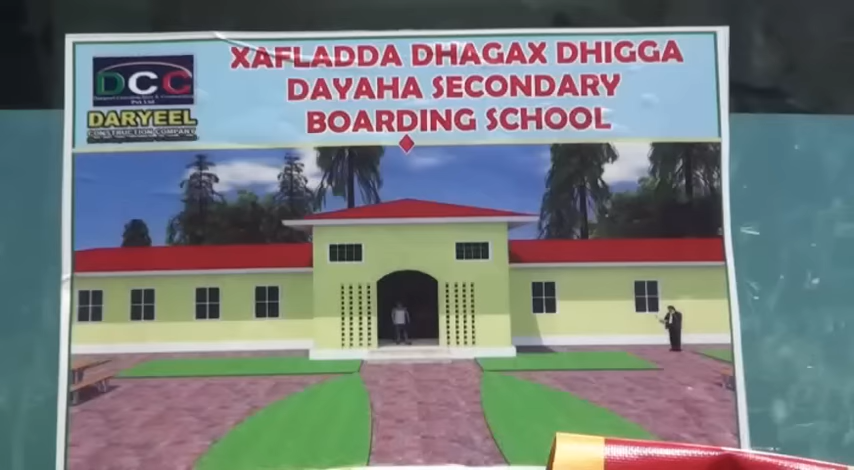 XAFLADDA DHAGAX DHIGGA
DAYAHA SECONDARY
BOARDING SCHOOL
DCC
DARYEEL
CONSTRUCTION COMPANY